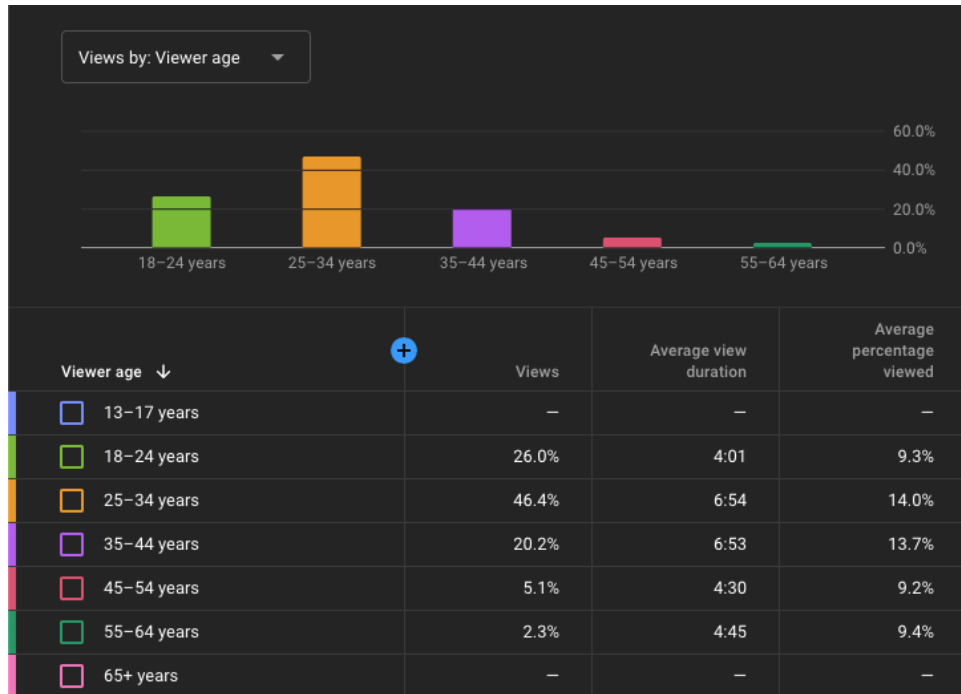 Views by: Viewer age
60.0%
40.0%
20.0%
0.0%
18–24 years 25–34 years 35–44 years 45–54 years 55–64 years
Viewer age Views Average view duration Average percentage viewed
13–17 years — — —
18–24 years 26.0% 4:01 9.3%
25–34 years 46.4% 6:54 14.0%
35–44 years 20.2% 6:53 13.7%
45–54 years 5.1% 4:30 9.2%
55–64 years 2.3% 4:45 9.4%
65+ years — — —